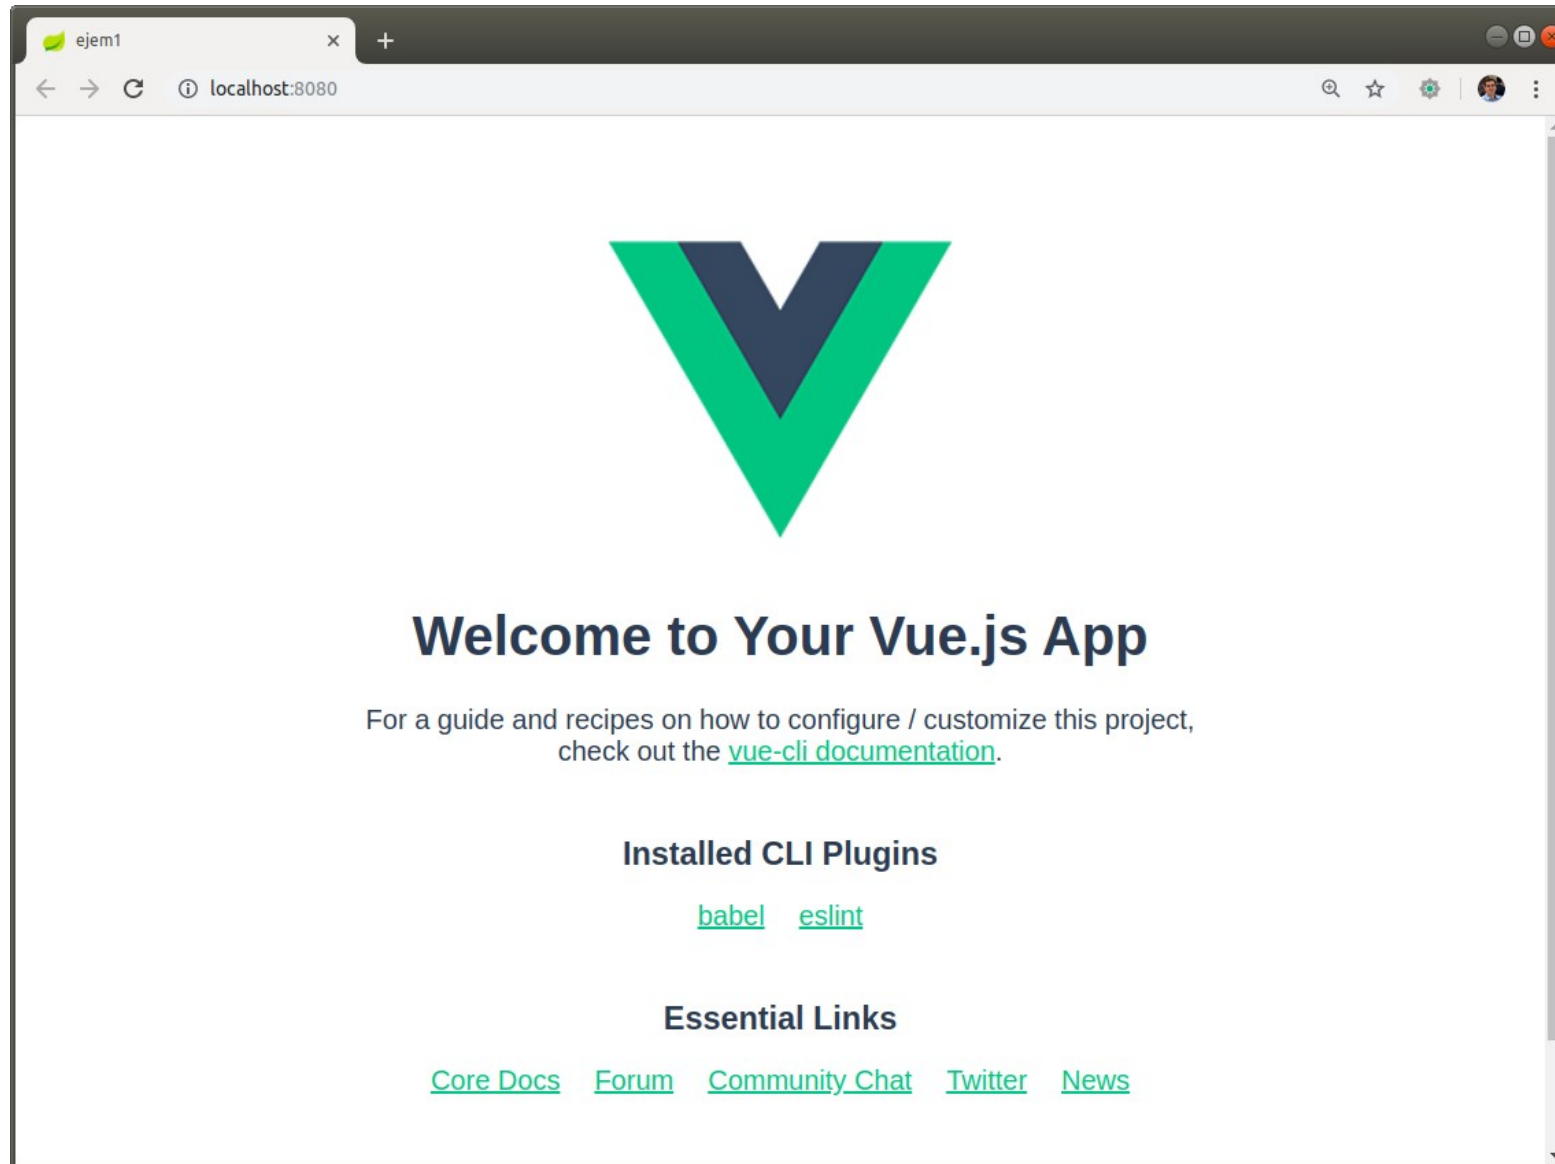 ejem1
localhost:8080
Welcome to Your Vue.js App
For a guide and recipes on how to configure / customize this project,
check out the vue-cli documentation.
Installed CLI Plugins
babel eslint
Essential Links
Core Docs Forum Community Chat Twitter News